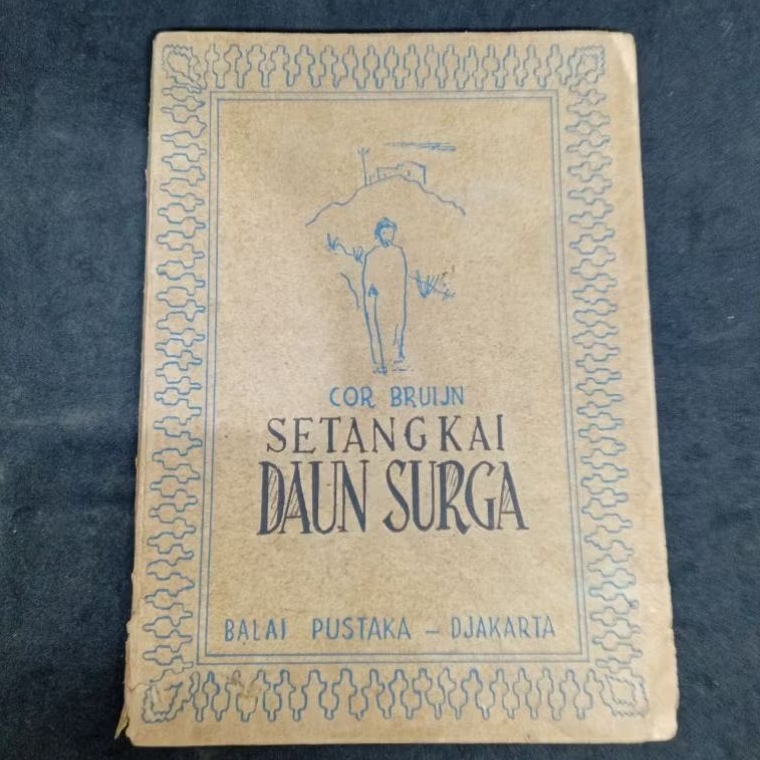 COR BRUIJN
SETANGKAI
DAUN SURGA
BALAI PUSTAKA – DJAKARTA